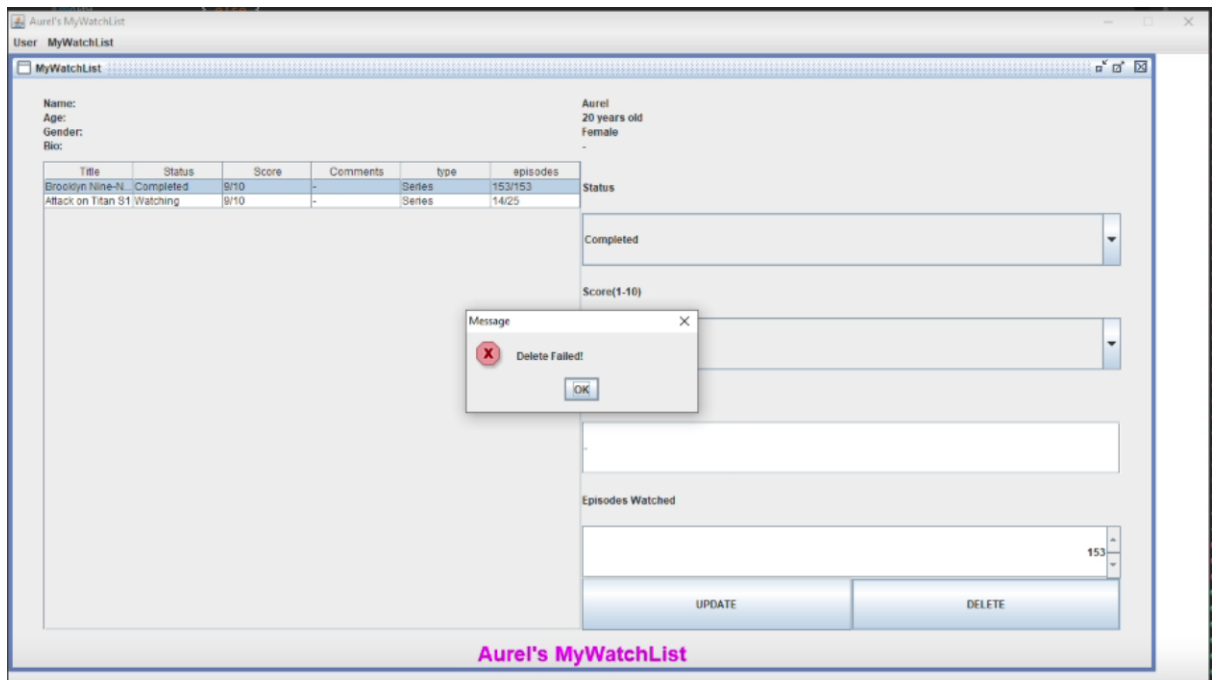 Aurel's MyWatchList
User MyWatchList
MyWatchList
Name: Aurel
Age: 20 years old
Gender: Female
Bio: -
Title Status Score Comments type episodes
Brooklyn Nine-N... Completed 9/10 - Series 153/153
Attack on Titan S1 Watching 9/10 - Series 14/25
Status
Completed
Score(1-10)
Message
Delete Failed!
OK
-
Episodes Watched
153
UPDATE DELETE
Aurel's MyWatchList